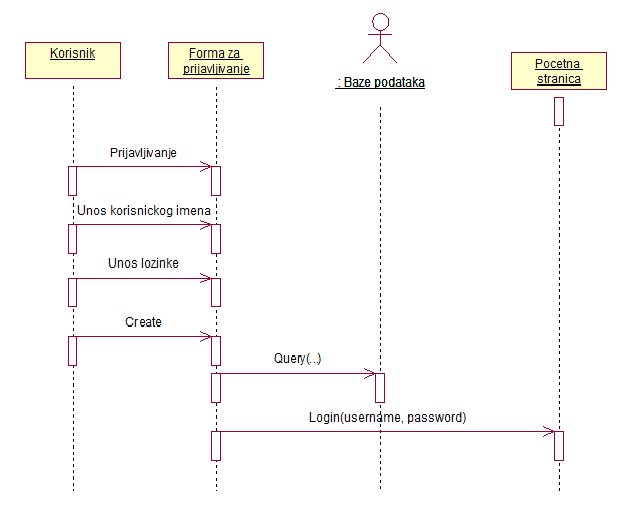 Korisnik
Forma za
prijavljivanje
: Baze podataka
Pocetna
stranica
Prijavljivanje
Unos korisnickog imena
Unos lozinke
Create
Query(...)
Login(username, password)